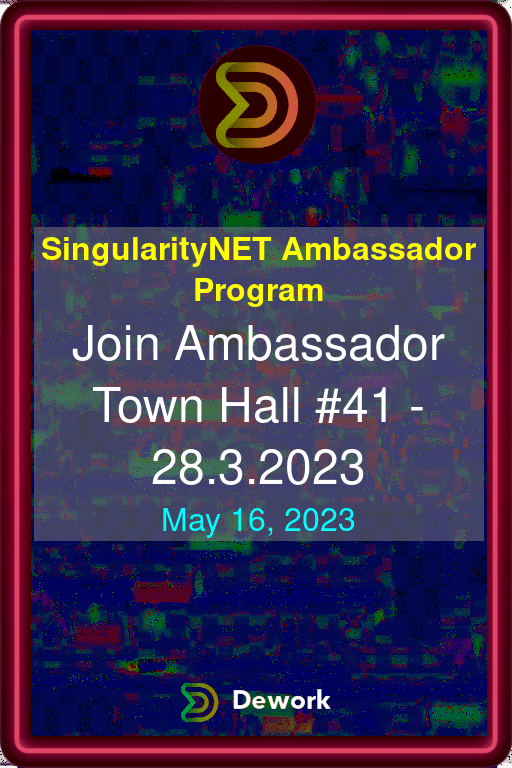 SingularityNET Ambassador
Program
Join Ambassador
Town Hall #41 -
28.3.2023
May 16, 2023
Dework